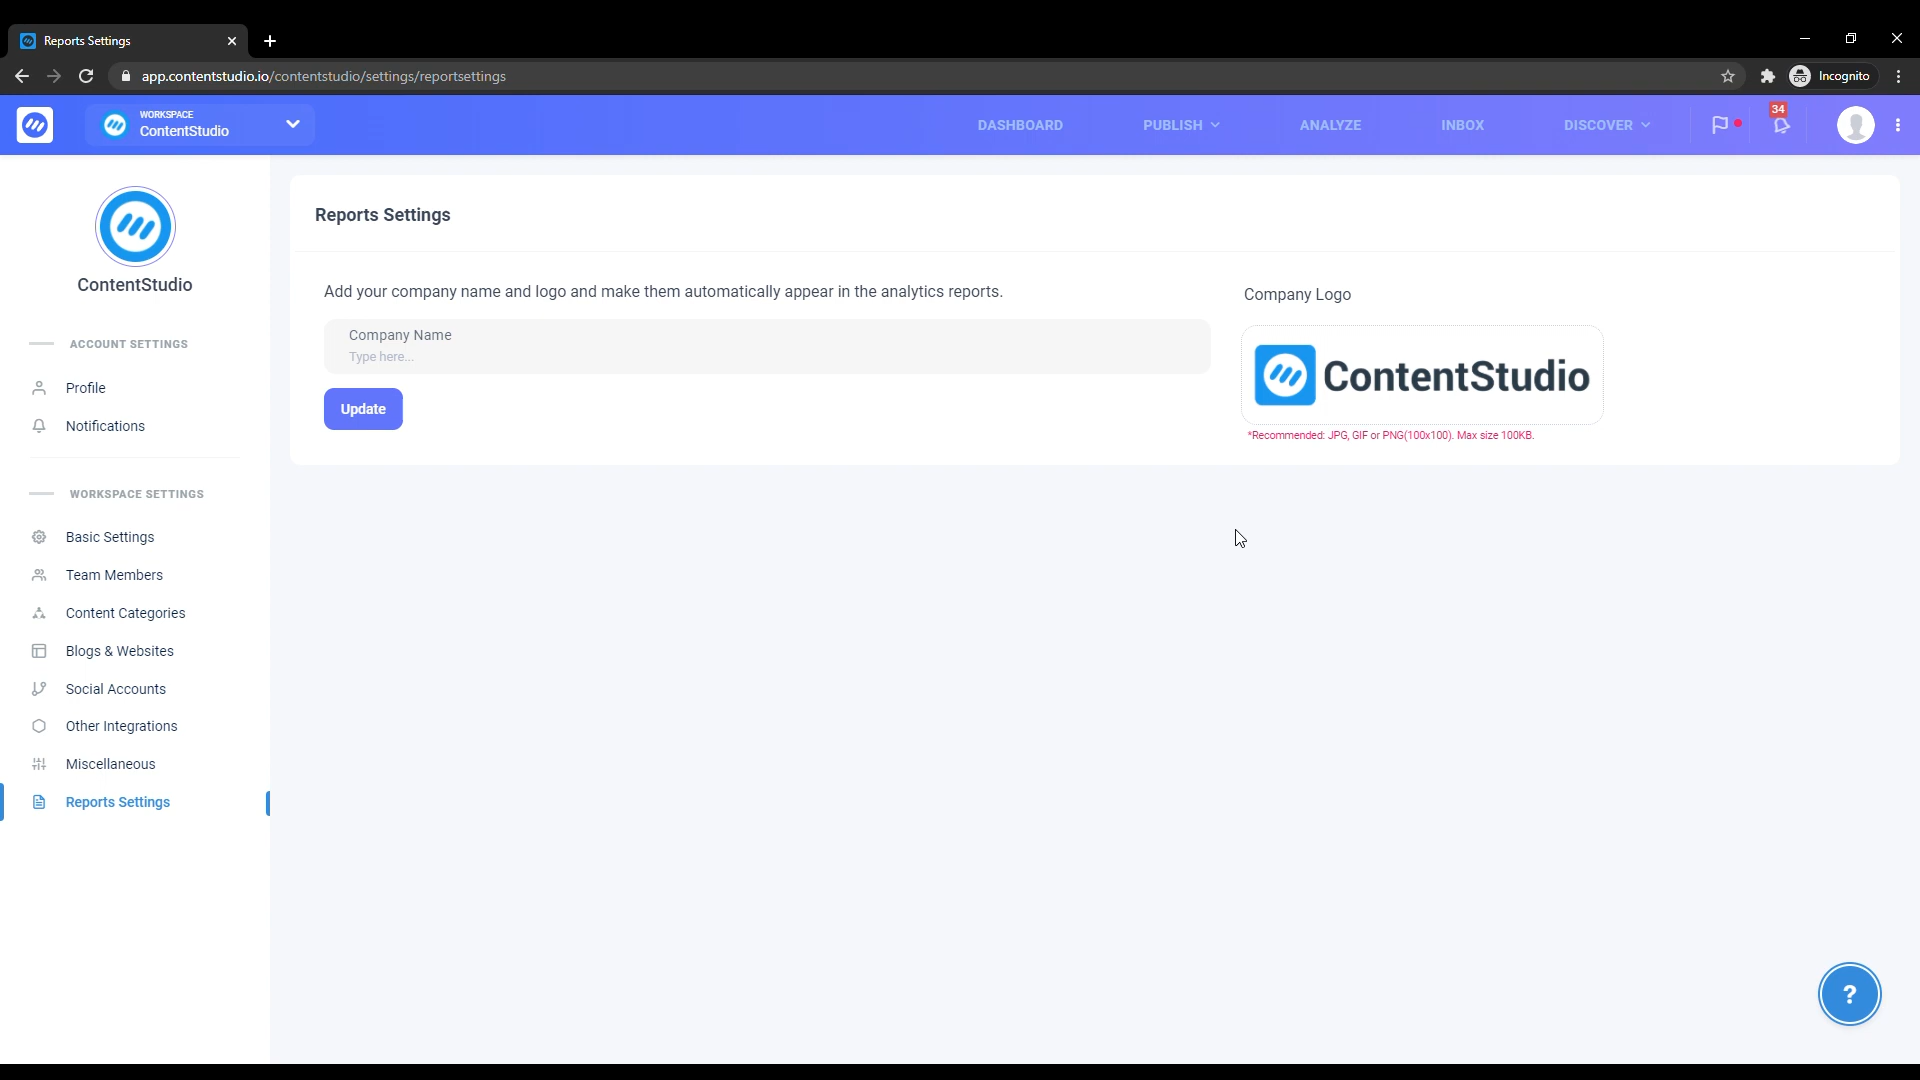 Reports Settings
app.contentstudio.io/contentstudio/settings/reportsettings
Incognito
WORKSPACE
ContentStudio
DASHBOARD
PUBLISH
ANALYZE
INBOX
DISCOVER
34
ContentStudio
ACCOUNT SETTINGS
Profile
Notifications
WORKSPACE SETTINGS
Basic Settings
Team Members
Content Categories
Blogs & Websites
Social Accounts
Other Integrations
Miscellaneous
Reports Settings
Reports Settings
Add your company name and logo and make them automatically appear in the analytics reports.
Company Name
Type here...
Update
Company Logo
ContentStudio
*Recommended: JPG, GIF or PNG(100x100). Max size 100KB.
?